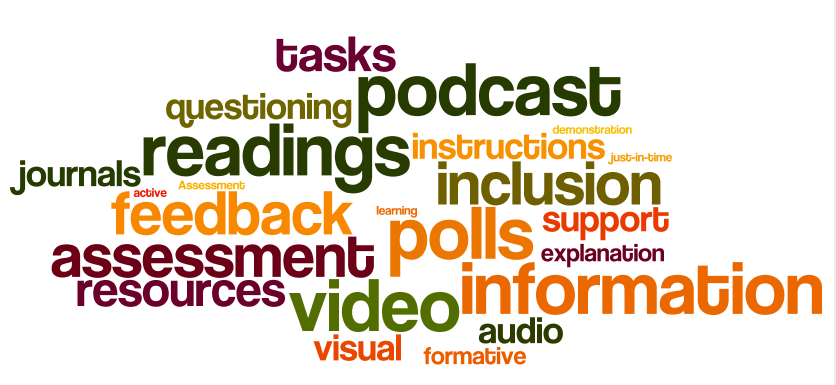 tasks
podcast
questioning
demonstration
readings
instructions
just-in-time
journals
active
Assessment
inclusion
feedback
learning
polls
support
assessment
explanation
resources
video
information
audio
visual
formative